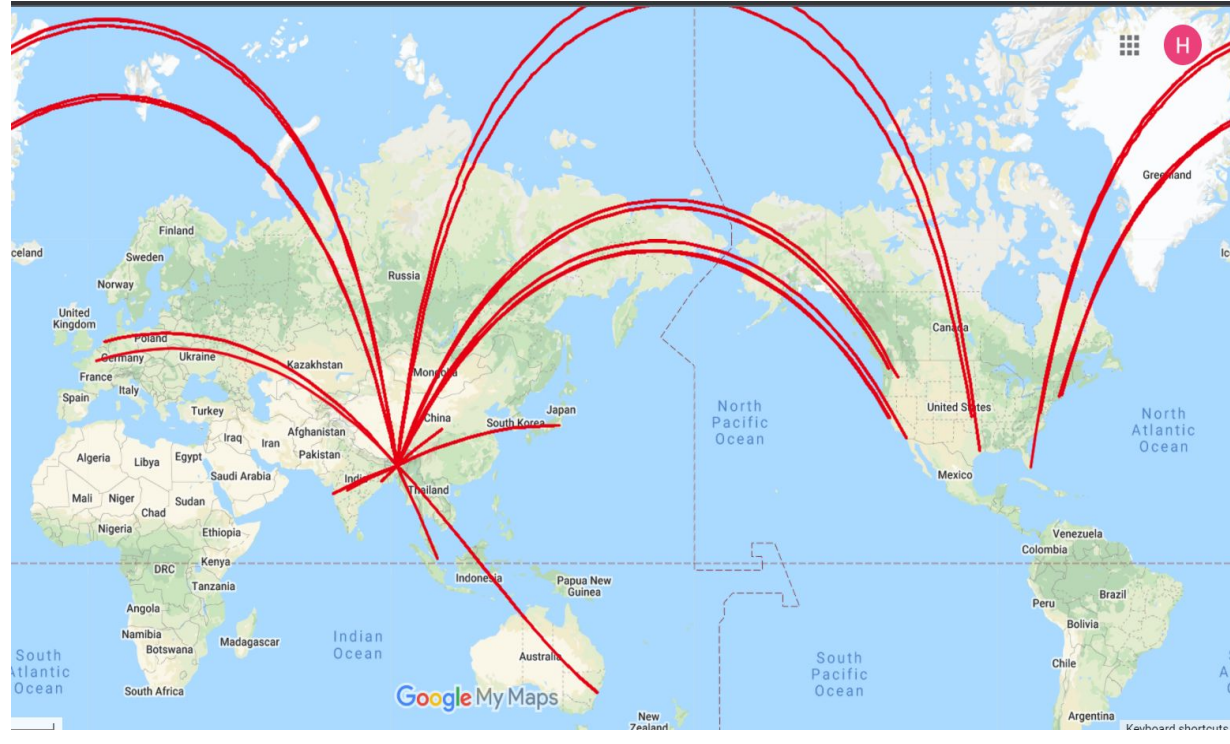 H
Greenland
Finland
celand
Sweden
Norway
Russia
United
Kingdom
Poland
Germany
Ukraine
Kazakhstan
Mongolia
Canada
France
Spain
Italy
Turkey
China
South Korea
Japan
North
Pacific
Ocean
United States
North
Atlantic
Ocean
Afghanistan
Iraq
Iran
Pakistan
Algeria
Libya
Egypt
Saudi Arabia
India
Thailand
Mexico
Mali
Niger
Chad
Sudan
Nigeria
Ethiopia
Venezuela
Colombia
DRC
Kenya
Tanzania
Indonesia
Papua New
Guinea
Brazil
Peru
Angola
Bolivia
Namibia
Botswana
Madagascar
Indian
Ocean
Australia
South
Pacific
Ocean
Chile
South
Atlantic
Ocean
South Africa
Google My Maps
New
Zealand
Argentina
Keyboard shortcuts